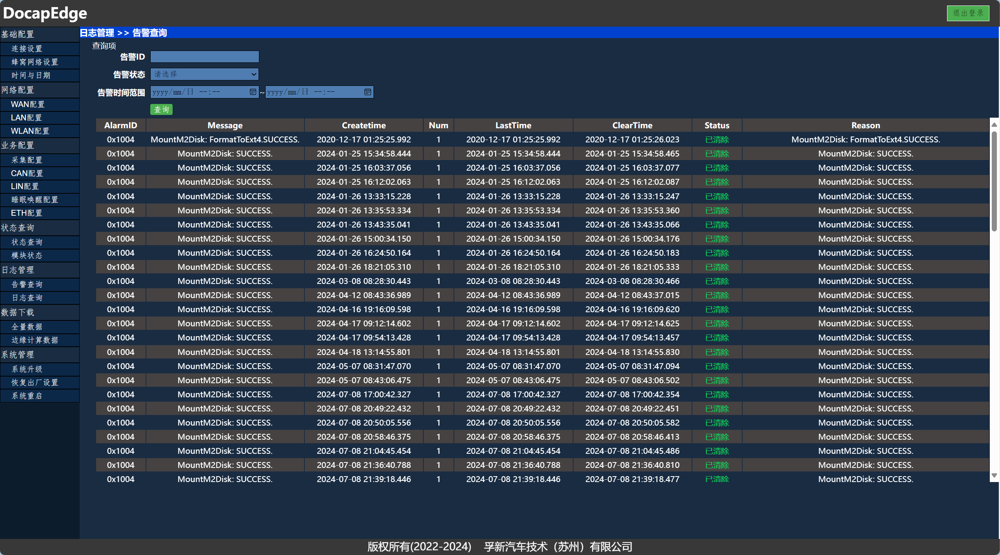 DocapEdge
退出登录
基础配置
连接设置
蜂窝网络设置
时间与日期
网络配置
WAN配置
LAN配置
WLAN配置
业务配置
采集配置
CAN配置
LIN配置
睡眠唤醒配置
ETH配置
状态查询
状态查询
模块状态
日志管理
告警查询
日志查询
数据下载
全量数据
边缘计算数据
系统管理
系统升级
恢复出厂设置
系统重启
日志管理 >> 告警查询
查询项
告警ID
告警状态 请选择
告警时间范围 yyyy/mm/日 --:-- ~ yyyy/mm/日 --:--
查询
AlarmID Message Createtime Num LastTime ClearTime Status Reason
0x1004 MountM2Disk: FormatToExt4.SUCCESS. 2020-12-17 01:25:25.992 1 2020-12-17 01:25:25.992 2020-12-17 01:25:26.023 已清除 MountM2Disk: FormatToExt4.SUCCESS.
0x1004 MountM2Disk: SUCCESS. 2024-01-25 15:34:58.444 1 2024-01-25 15:34:58.444 2024-01-25 15:34:58.465 已清除 MountM2Disk: SUCCESS.
0x1004 MountM2Disk: SUCCESS. 2024-01-25 16:03:37.056 1 2024-01-25 16:03:37.056 2024-01-25 16:03:37.077 已清除 MountM2Disk: SUCCESS.
0x1004 MountM2Disk: SUCCESS. 2024-01-25 16:12:02.063 1 2024-01-25 16:12:02.063 2024-01-25 16:12:02.087 已清除 MountM2Disk: SUCCESS.
0x1004 MountM2Disk: SUCCESS. 2024-01-26 13:33:15.228 1 2024-01-26 13:33:15.228 2024-01-26 13:33:15.247 已清除 MountM2Disk: SUCCESS.
0x1004 MountM2Disk: SUCCESS. 2024-01-26 13:35:53.334 1 2024-01-26 13:35:53.334 2024-01-26 13:35:53.360 已清除 MountM2Disk: SUCCESS.
0x1004 MountM2Disk: SUCCESS. 2024-01-26 13:43:35.041 1 2024-01-26 13:43:35.041 2024-01-26 13:43:35.066 已清除 MountM2Disk: SUCCESS.
0x1004 MountM2Disk: SUCCESS. 2024-01-26 15:00:34.150 1 2024-01-26 15:00:34.150 2024-01-26 15:00:34.176 已清除 MountM2Disk: SUCCESS.
0x1004 MountM2Disk: SUCCESS. 2024-01-26 16:24:50.164 1 2024-01-26 16:24:50.164 2024-01-26 16:24:50.183 已清除 MountM2Disk: SUCCESS.
0x1004 MountM2Disk: SUCCESS. 2024-01-26 18:21:05.310 1 2024-01-26 18:21:05.310 2024-01-26 18:21:05.333 已清除 MountM2Disk: SUCCESS.
0x1004 MountM2Disk: SUCCESS. 2024-03-08 08:28:30.443 1 2024-03-08 08:28:30.443 2024-03-08 08:28:30.466 已清除 MountM2Disk: SUCCESS.
0x1004 MountM2Disk: SUCCESS. 2024-04-12 08:43:36.989 1 2024-04-12 08:43:36.989 2024-04-12 08:43:37.015 已清除 MountM2Disk: SUCCESS.
0x1004 MountM2Disk: SUCCESS. 2024-04-16 19:16:09.598 1 2024-04-16 19:16:09.598 2024-04-16 19:16:09.620 已清除 MountM2Disk: SUCCESS.
0x1004 MountM2Disk: SUCCESS. 2024-04-17 09:12:14.602 1 2024-04-17 09:12:14.602 2024-04-17 09:12:14.625 已清除 MountM2Disk: SUCCESS.
0x1004 MountM2Disk: SUCCESS. 2024-04-17 09:54:13.428 1 2024-04-17 09:54:13.428 2024-04-17 09:54:13.457 已清除 MountM2Disk: SUCCESS.
0x1004 MountM2Disk: SUCCESS. 2024-04-18 13:14:55.801 1 2024-04-18 13:14:55.801 2024-04-18 13:14:55.830 已清除 MountM2Disk: SUCCESS.
0x1004 MountM2Disk: SUCCESS. 2024-05-07 08:31:47.070 1 2024-05-07 08:31:47.070 2024-05-07 08:31:47.094 已清除 MountM2Disk: SUCCESS.
0x1004 MountM2Disk: SUCCESS. 2024-05-07 08:43:06.475 1 2024-05-07 08:43:06.475 2024-05-07 08:43:06.502 已清除 MountM2Disk: SUCCESS.
0x1004 MountM2Disk: SUCCESS. 2024-07-08 17:00:42.327 1 2024-07-08 17:00:42.327 2024-07-08 17:00:42.354 已清除 MountM2Disk: SUCCESS.
0x1004 MountM2Disk: SUCCESS. 2024-07-08 20:49:22.432 1 2024-07-08 20:49:22.432 2024-07-08 20:49:22.451 已清除 MountM2Disk: SUCCESS.
0x1004 MountM2Disk: SUCCESS. 2024-07-08 20:50:05.556 1 2024-07-08 20:50:05.556 2024-07-08 20:50:05.582 已清除 MountM2Disk: SUCCESS.
0x1004 MountM2Disk: SUCCESS. 2024-07-08 20:58:46.375 1 2024-07-08 20:58:46.375 2024-07-08 20:58:46.413 已清除 MountM2Disk: SUCCESS.
0x1004 MountM2Disk: SUCCESS. 2024-07-08 21:04:45.454 1 2024-07-08 21:04:45.454 2024-07-08 21:04:45.486 已清除 MountM2Disk: SUCCESS.
0x1004 MountM2Disk: SUCCESS. 2024-07-08 21:36:40.788 1 2024-07-08 21:36:40.788 2024-07-08 21:36:40.810 已清除 MountM2Disk: SUCCESS.
0x1004 MountM2Disk: SUCCESS. 2024-07-08 21:39:18.446 1 2024-07-08 21:39:18.446 2024-07-08 21:39:18.477 已清除 MountM2Disk: SUCCESS.
版权所有(2022-2024) 孚新汽车技术（苏州）有限公司